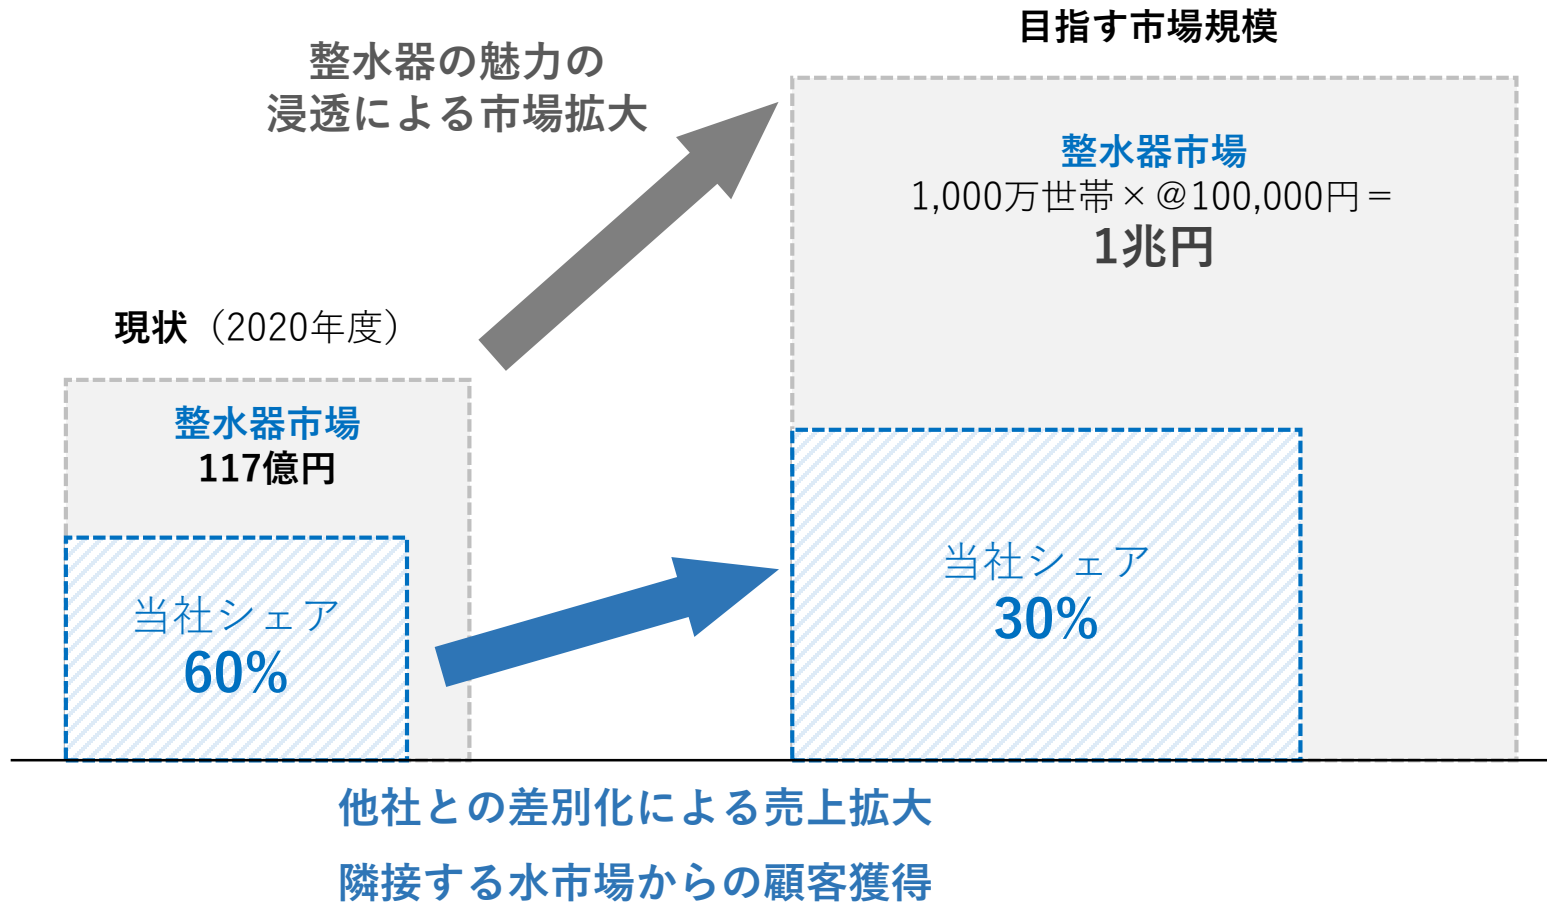 目指す市場規模
整水器の魅力の
浸透による市場拡大
整水器市場
1,000万世帯×@100,000円=
1兆円
現状（2020年度）
整水器市場
117億円
当社シェア
60%
当社シェア
30%
他社との差別化による売上拡大
隣接する水市場からの顧客獲得